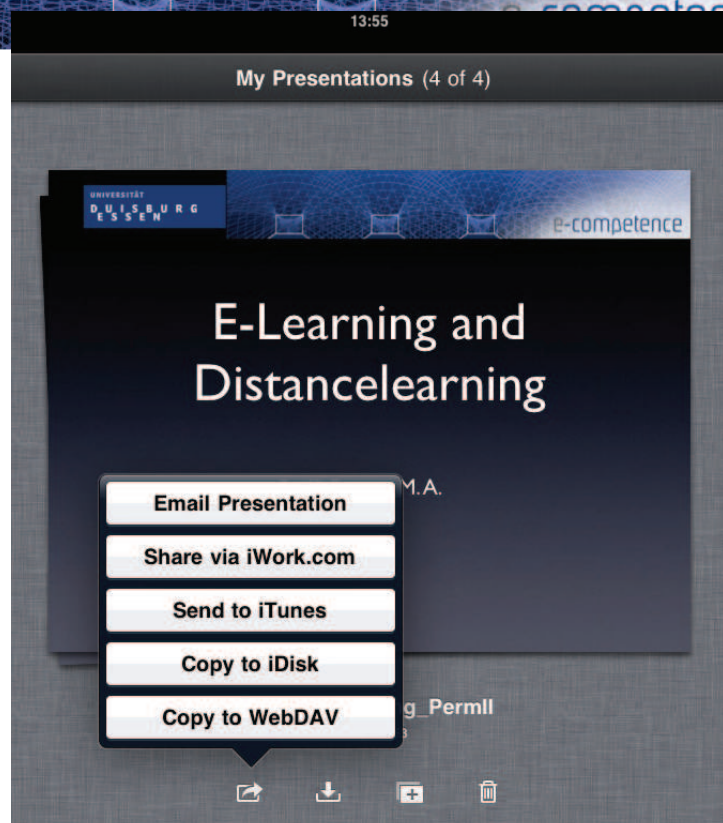 e-competence
13:55
My Presentations (4 of 4)
UNIVERSITÄT
DUISBURG
ESSEN
e-competence
E-Learning and
Distancelearning
M.A.
Email Presentation
Share via iWork.com
Send to iTunes
Copy to iDisk
Copy to WebDAV
g_PermII